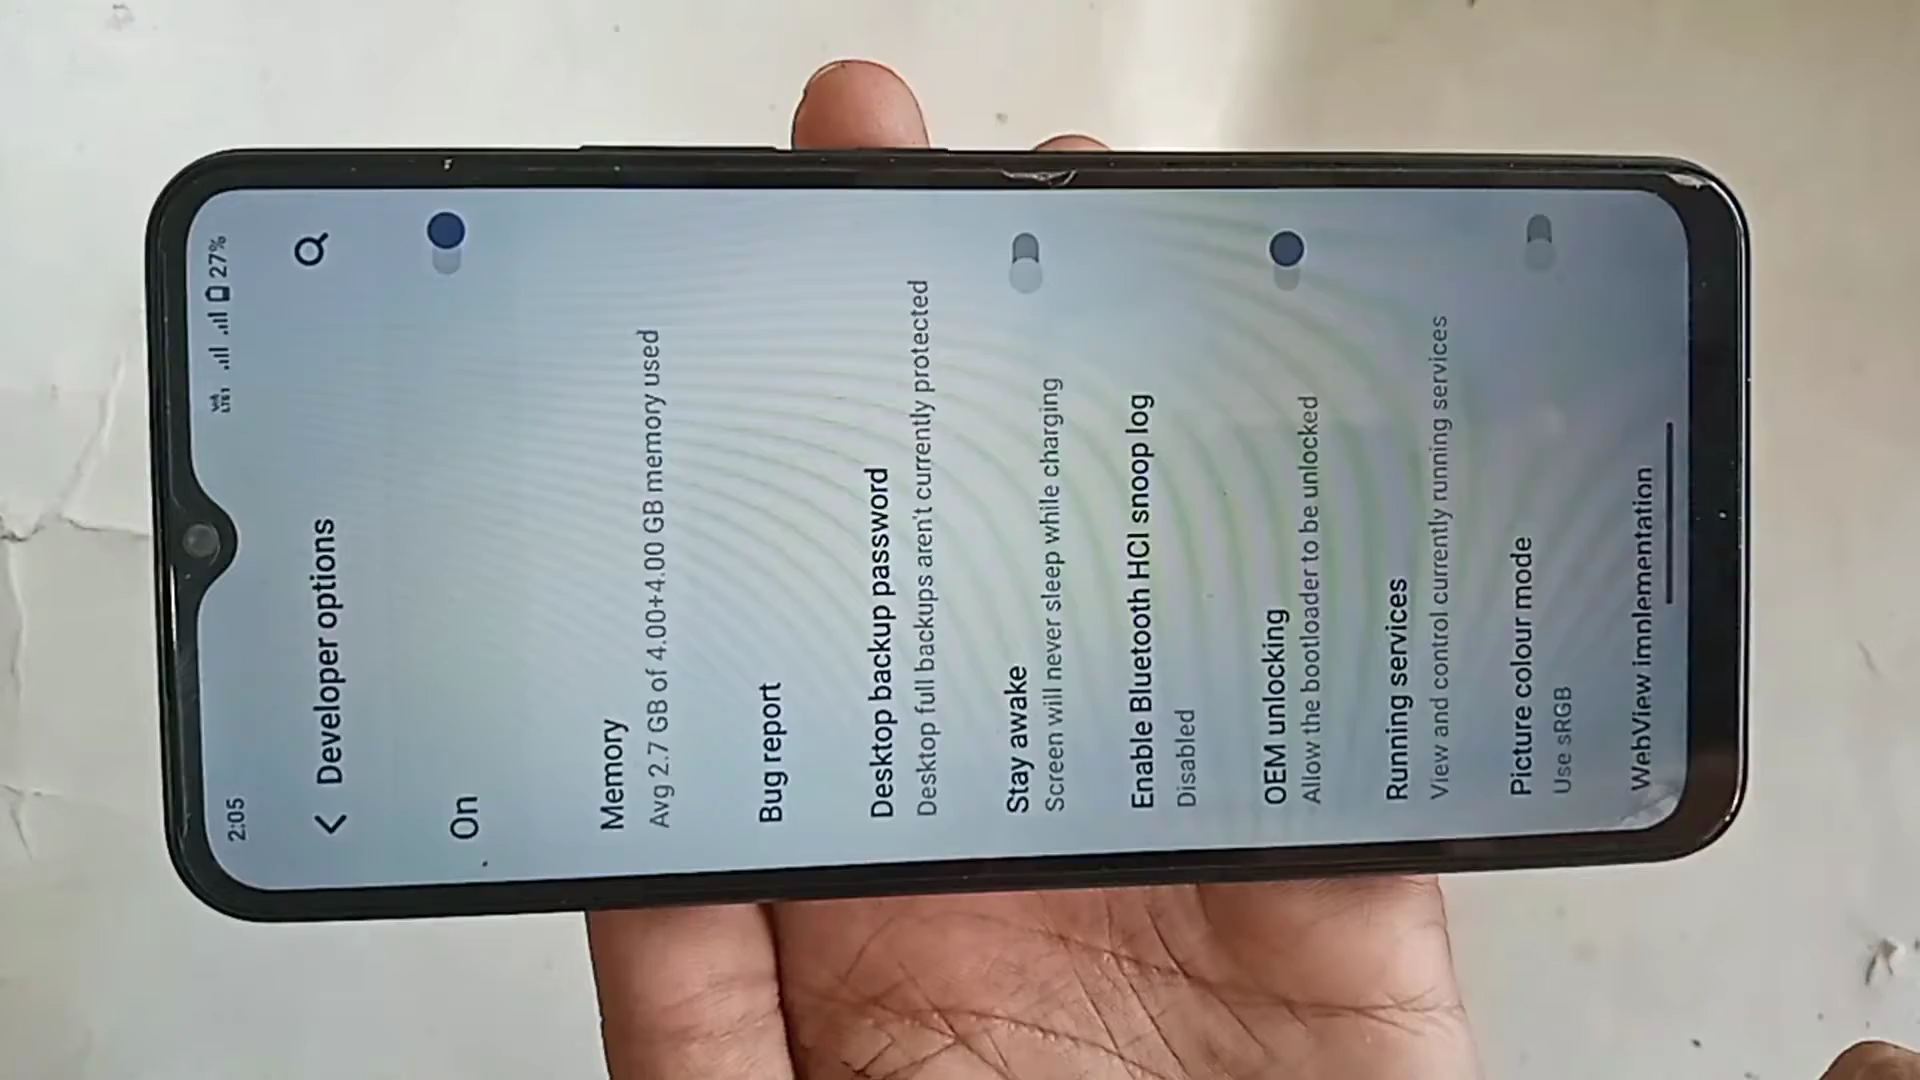 2:05
VoLTE1 27%
Developer options
On
Memory
Avg 2.7 GB of 4.00+4.00 GB memory used
Bug report
Desktop backup password
Desktop full backups aren't currently protected
Stay awake
Screen will never sleep while charging
Enable Bluetooth HCI snoop log
Disabled
OEM unlocking
Allow the bootloader to be unlocked
Running services
View and control currently running services
Picture colour mode
Use sRGB
WebView implementation